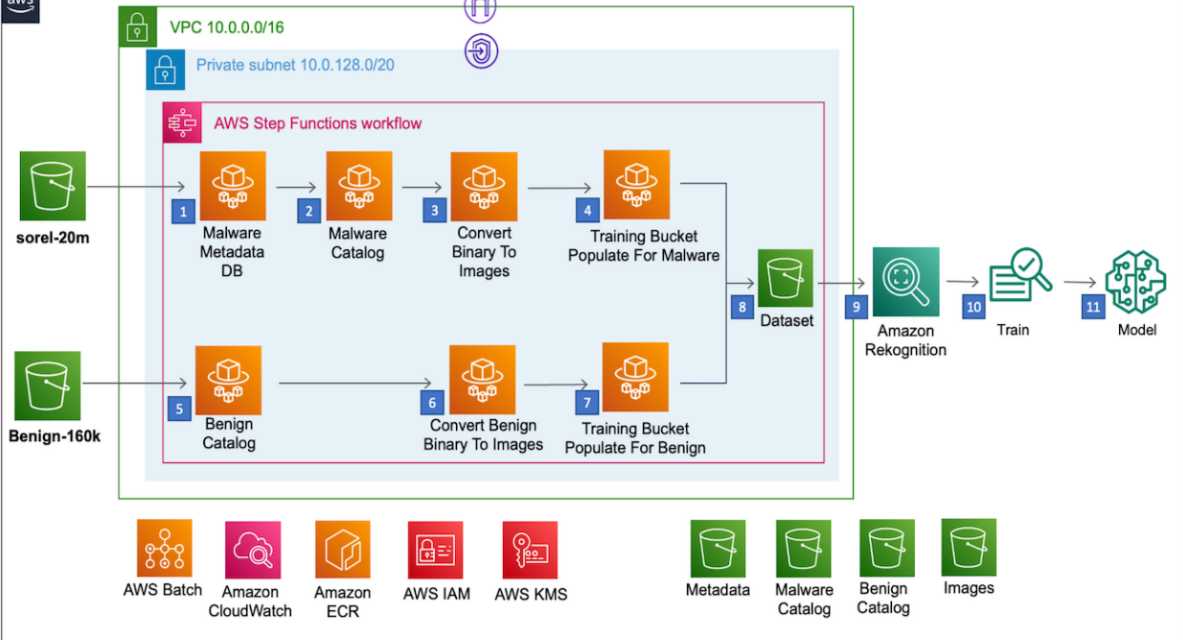 aws
VPC 10.0.0.0/16
Private subnet 10.0.128.0/20
AWS Step Functions workflow
sorel-20m
1
Malware
Metadata
DB
2
Malware
Catalog
3
Convert
Binary To
Images
4
Training Bucket
Populate For Malware
Benign-160k
5
Benign
Catalog
6
Convert Benign
Binary To Images
7
Training Bucket
Populate For Benign
8
Dataset
9
Amazon
Rekognition
10
Train
11
Model
AWS Batch
Amazon
CloudWatch
Amazon
ECR
AWS IAM
AWS KMS
Metadata
Malware
Catalog
Benign
Catalog
Images